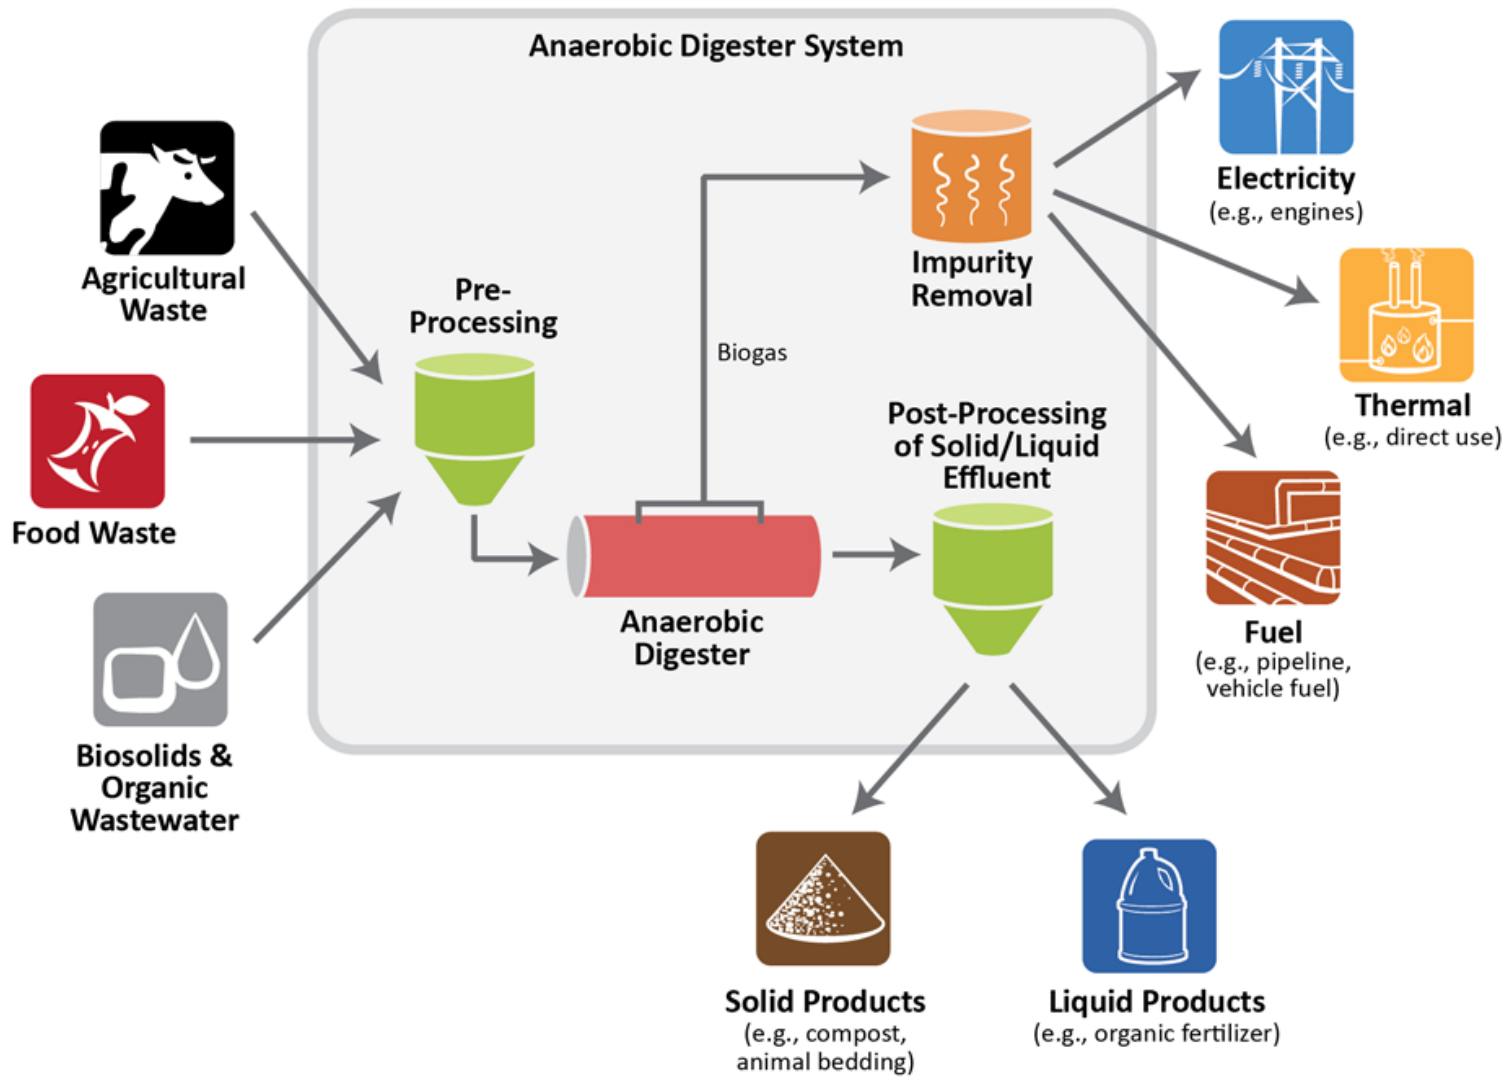 Anaerobic Digester System
Agricultural
Waste
Food Waste
Biosolids &
Organic
Wastewater
Pre-
Processing
Anaerobic
Digester
Biogas
Impurity
Removal
Post-Processing
of Solid/Liquid
Effluent
Electricity
(e.g., engines)
Thermal
(e.g., direct use)
Fuel
(e.g., pipeline,
vehicle fuel)
Solid Products
(e.g., compost,
animal bedding)
Liquid Products
(e.g., organic fertilizer)